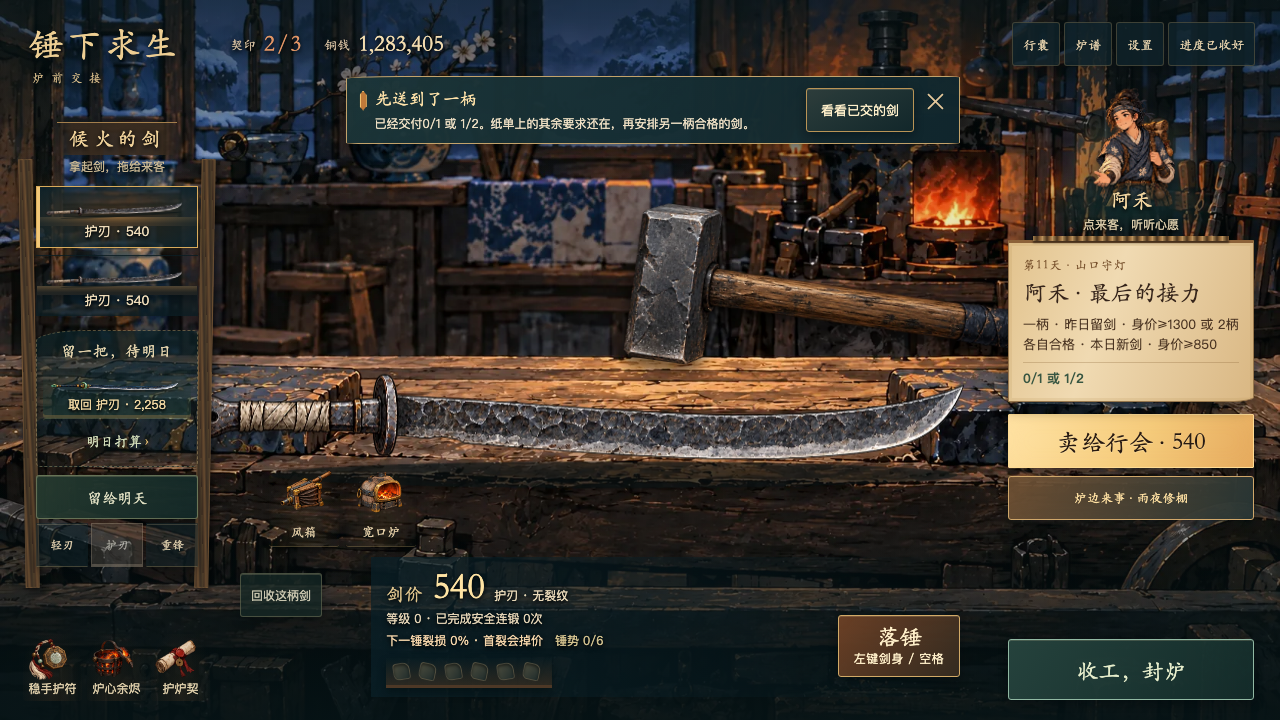 锤下求生
炉前交接
契印 2/3 铜钱 1,283,405
行囊 炉谱 设置 进度已收好
先送到了一柄
已经交付0/1 或 1/2。纸单上的其余要求还在，再安排另一柄合格的剑。
看看已交的剑
候火的剑
拿起剑，拖给来客
护刃 · 540
护刃 · 540
留一把，待明日
取回 护刃 · 2,258
明日打算 ›
留给明天
轻刃 护刃 重锋
稳手护符 炉心余烬 护炉契
风箱 宽口炉
回收这柄剑
剑价 540 护刃 · 无裂纹
等级 0 · 已完成安全连锻 0次
下一锤裂损 0% · 首裂会掉价 锤势 0/6
落锤
左键剑身 / 空格
阿禾
点来客，听听心愿
第11天 · 山口守灯
阿禾 · 最后的接力
一柄 · 昨日留剑 · 身价≥1300 或 2柄
各自合格 · 本日新剑 · 身价≥850
0/1 或 1/2
卖给行会 · 540
炉边来事 · 雨夜修棚
收工，封炉